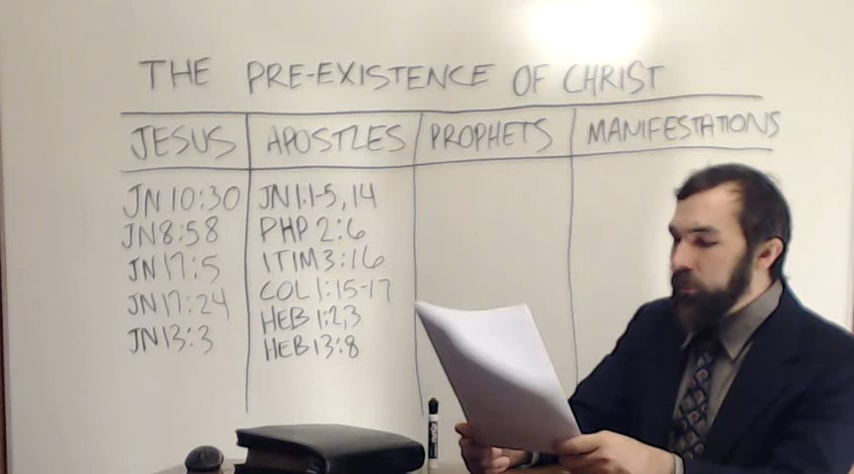 THE PRE-EXISTENCE OF CHRIST
JESUS APOSTLES PROPHETS MANIFESTATIONS
JN 10:30 JN 1:1-5, 14
JN 8:58 PHP 2:6
JN 17:5 1TIM 3:16
JN 17:24 COL 1:15-17
JN 13:3 HEB 1:2,3
HEB 13:8